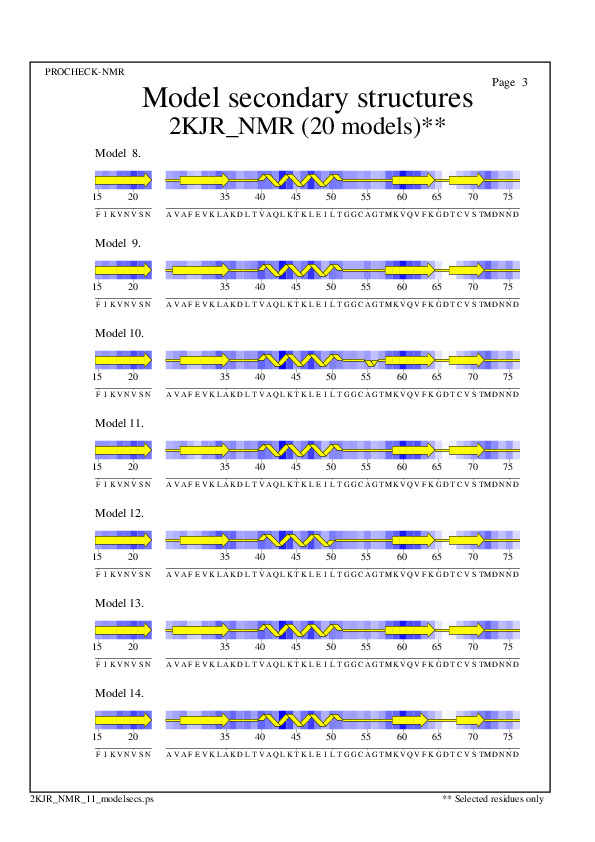 PROCHECK-NMR
Page 3
Model secondary structures
2KJR_NMR (20 models)**
Model 8.
15 20 35 40 45 50 55 60 65 70 75
F I K V N V S N A V A F E V K L A K D L T V A Q L K T K L E I L T G G C A G T M K V Q V F K G D T C V S T M D N N D
Model 9.
15 20 35 40 45 50 55 60 65 70 75
F I K V N V S N A V A F E V K L A K D L T V A Q L K T K L E I L T G G C A G T M K V Q V F K G D T C V S T M D N N D
Model 10.
15 20 35 40 45 50 55 60 65 70 75
F I K V N V S N A V A F E V K L A K D L T V A Q L K T K L E I L T G G C A G T M K V Q V F K G D T C V S T M D N N D
Model 11.
15 20 35 40 45 50 55 60 65 70 75
F I K V N V S N A V A F E V K L A K D L T V A Q L K T K L E I L T G G C A G T M K V Q V F K G D T C V S T M D N N D
Model 12.
15 20 35 40 45 50 55 60 65 70 75
F I K V N V S N A V A F E V K L A K D L T V A Q L K T K L E I L T G G C A G T M K V Q V F K G D T C V S T M D N N D
Model 13.
15 20 35 40 45 50 55 60 65 70 75
F I K V N V S N A V A F E V K L A K D L T V A Q L K T K L E I L T G G C A G T M K V Q V F K G D T C V S T M D N N D
Model 14.
15 20 35 40 45 50 55 60 65 70 75
F I K V N V S N A V A F E V K L A K D L T V A Q L K T K L E I L T G G C A G T M K V Q V F K G D T C V S T M D N N D
2KJR_NMR_11_modelsecs.ps
** Selected residues only